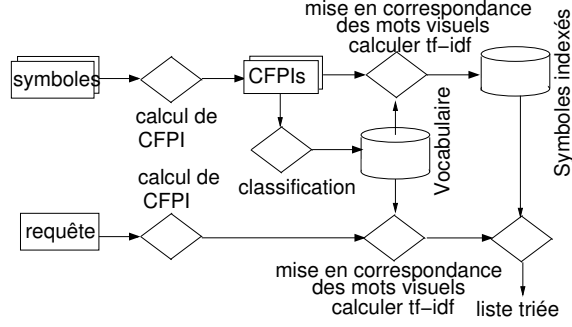 mise en correspondance
des mots visuels
calculer tf−idf
symboles
CFPIs
calcul de
CFPI
Symboles indexés
Vocabulaire
classification
calcul de
CFPI
requête
mise en correspondance
des mots visuels
calculer tf−idf
liste triée